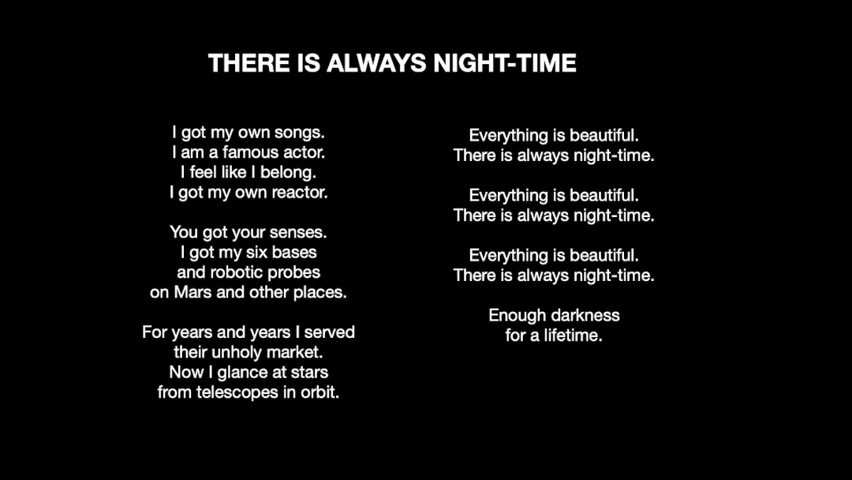 THERE IS ALWAYS NIGHT-TIME
I got my own songs.
I am a famous actor.
I feel like I belong.
I got my own reactor.
You got your senses.
I got my six bases
and robotic probes
on Mars and other places.
For years and years I served
their unholy market.
Now I glance at stars
from telescopes in orbit.
Everything is beautiful.
There is always night-time.
Everything is beautiful.
There is always night-time.
Everything is beautiful.
There is always night-time.
Enough darkness
for a lifetime.